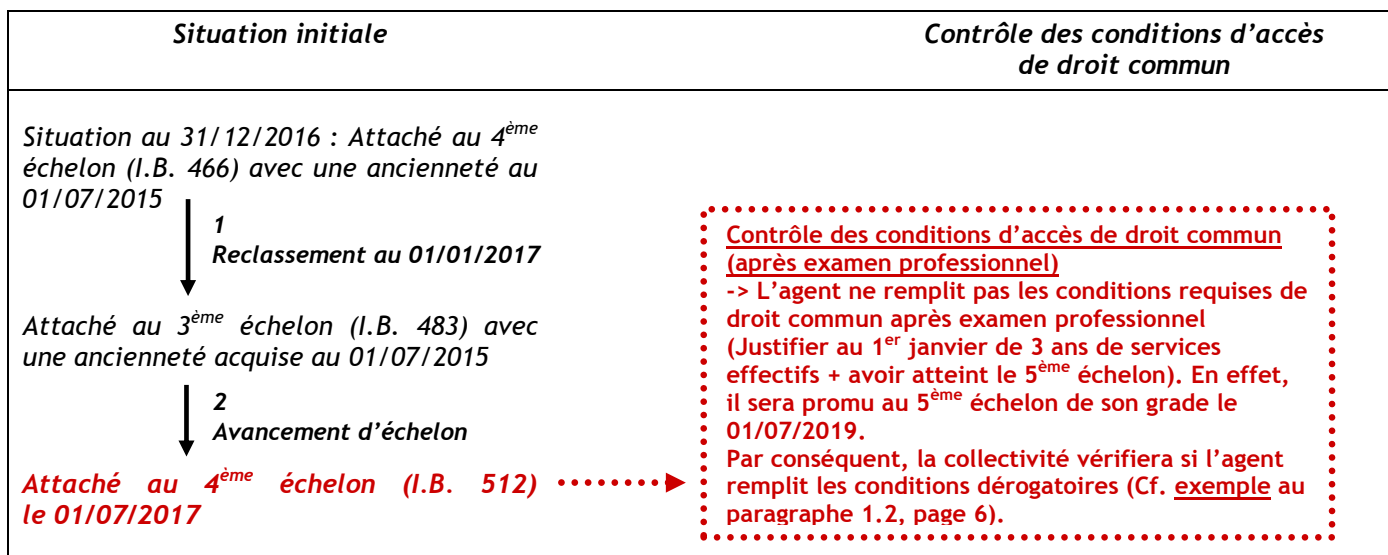 Situation initiale
Contrôle des conditions d’accès
de droit commun
Situation au 31/12/2016 : Attaché au 4ème
échelon (I.B. 466) avec une ancienneté au
01/07/2015
1
Reclassement au 01/01/2017
Attaché au 3ème échelon (I.B. 483) avec
une ancienneté acquise au 01/07/2015
2
Avancement d’échelon
Attaché au 4ème échelon (I.B. 512)
le 01/07/2017
Contrôle des conditions d’accès de droit commun
(après examen professionnel)
-> L’agent ne remplit pas les conditions requises de
droit commun après examen professionnel
(Justifier au 1er janvier de 3 ans de services
effectifs + avoir atteint le 5ème échelon). En effet,
il sera promu au 5ème échelon de son grade le
01/07/2019.
Par conséquent, la collectivité vérifiera si l’agent
remplit les conditions dérogatoires (Cf. exemple au
paragraphe 1.2, page 6).